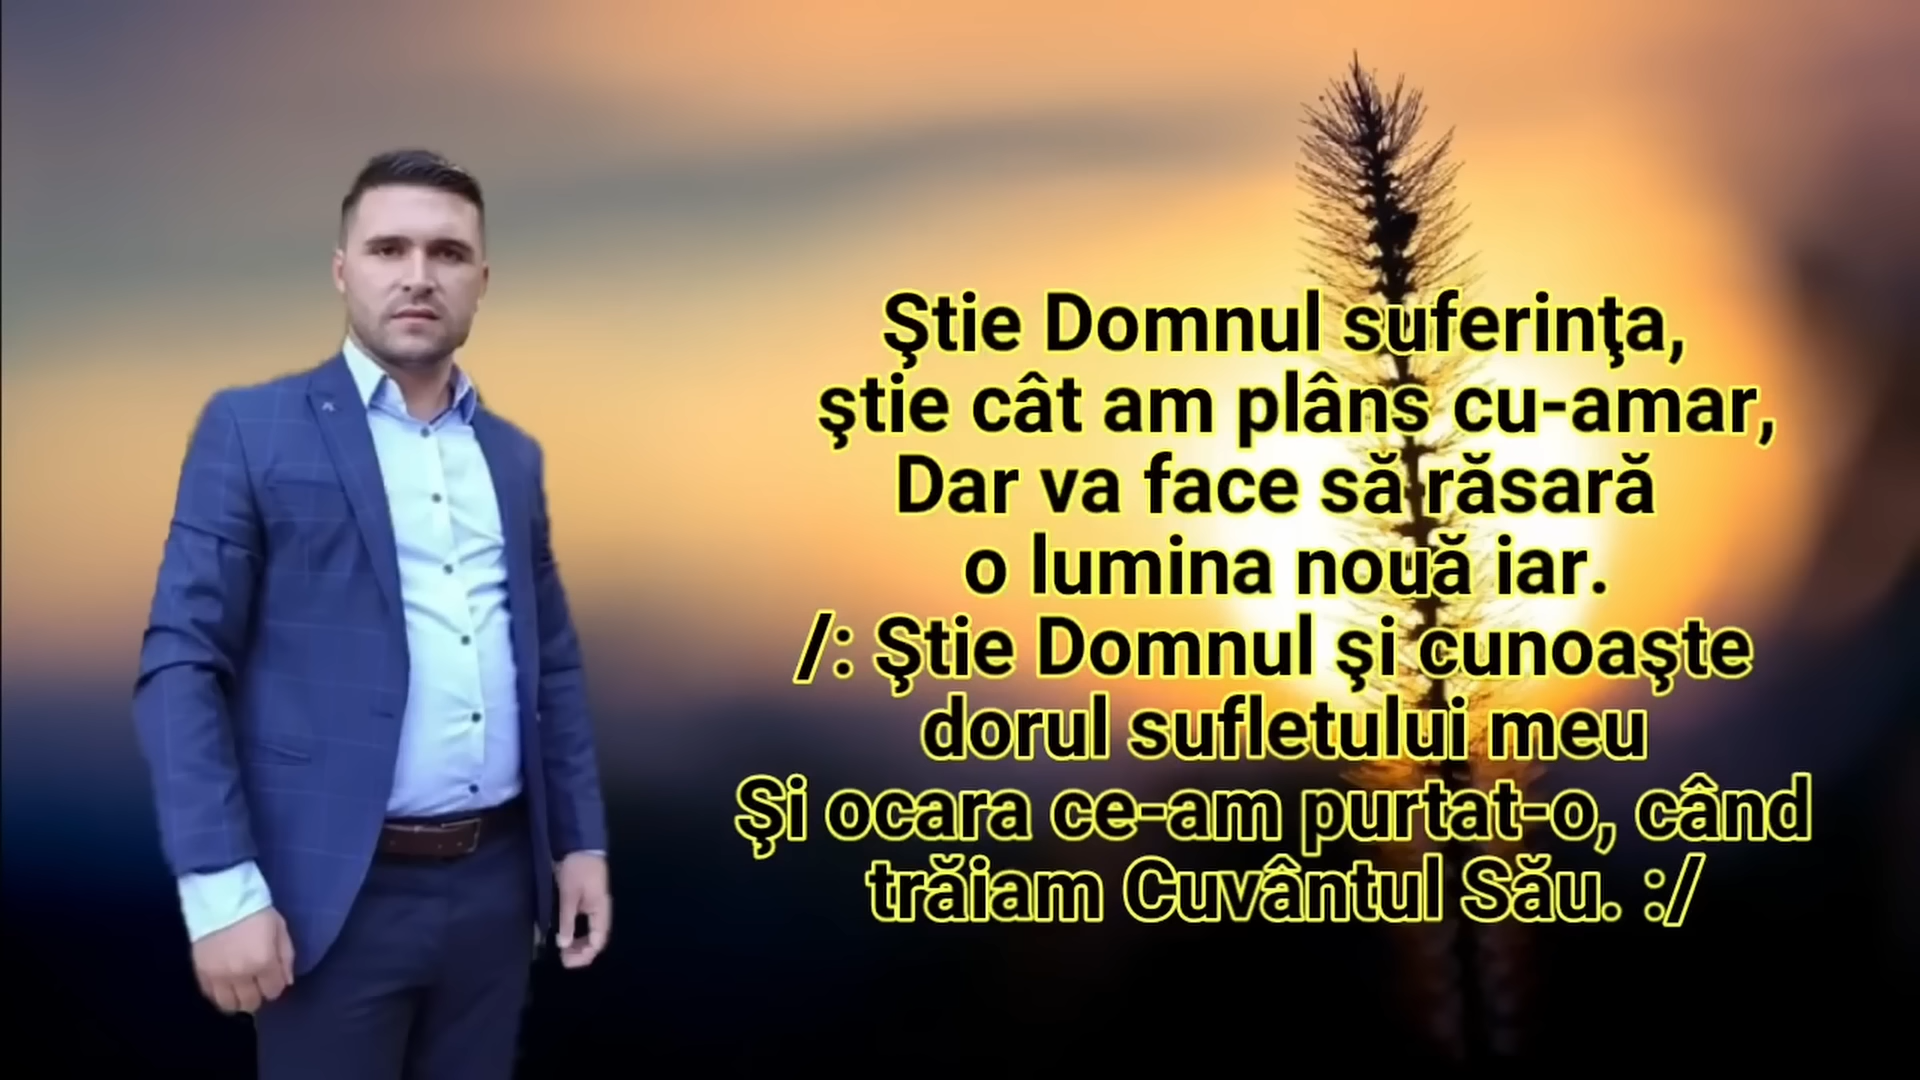 Ştie Domnul suferinţa,
ştie cât am plâns cu-amar,
Dar va face să răsară
o lumina nouă iar.
/: Ştie Domnul şi cunoaşte
dorul sufletului meu
Şi ocara ce-am purtat-o, când
trăiam Cuvântul Său. :/